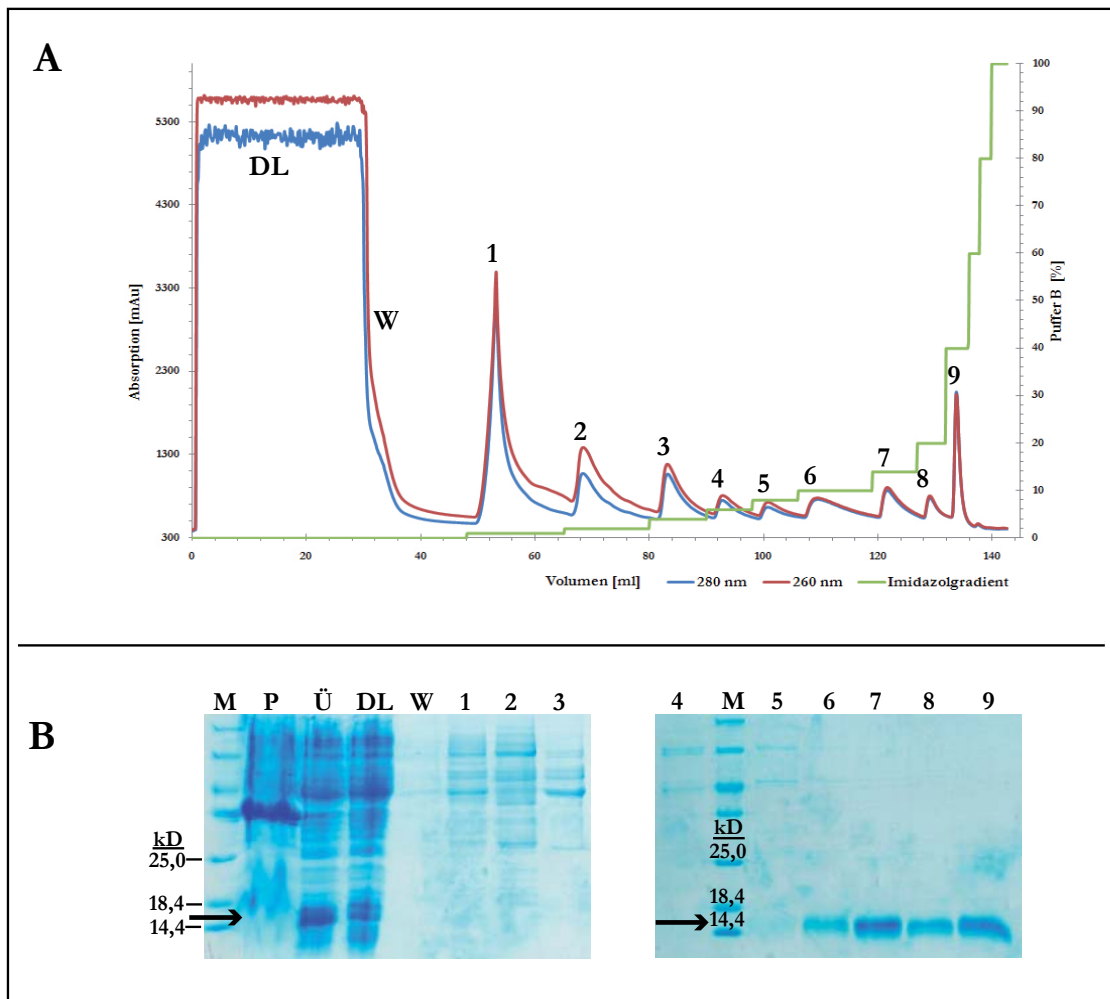 A
5300
4300
3300
2300
1300
300
Absorption [mAu]
100
90
80
70
60
50
40
30
20
10
0
Puffer B [%]
DL
W
1
2
3
4
5
6
7
8
9
0 20 40 60 80 100 120 140
Volumen [ml] 280 nm 260 nm Imidazolgradient
B
M P Ü DL W 1 2 3
kD
25,0
18,4
14,4
4 M 5 6 7 8 9
kD
25,0
18,4
14,4